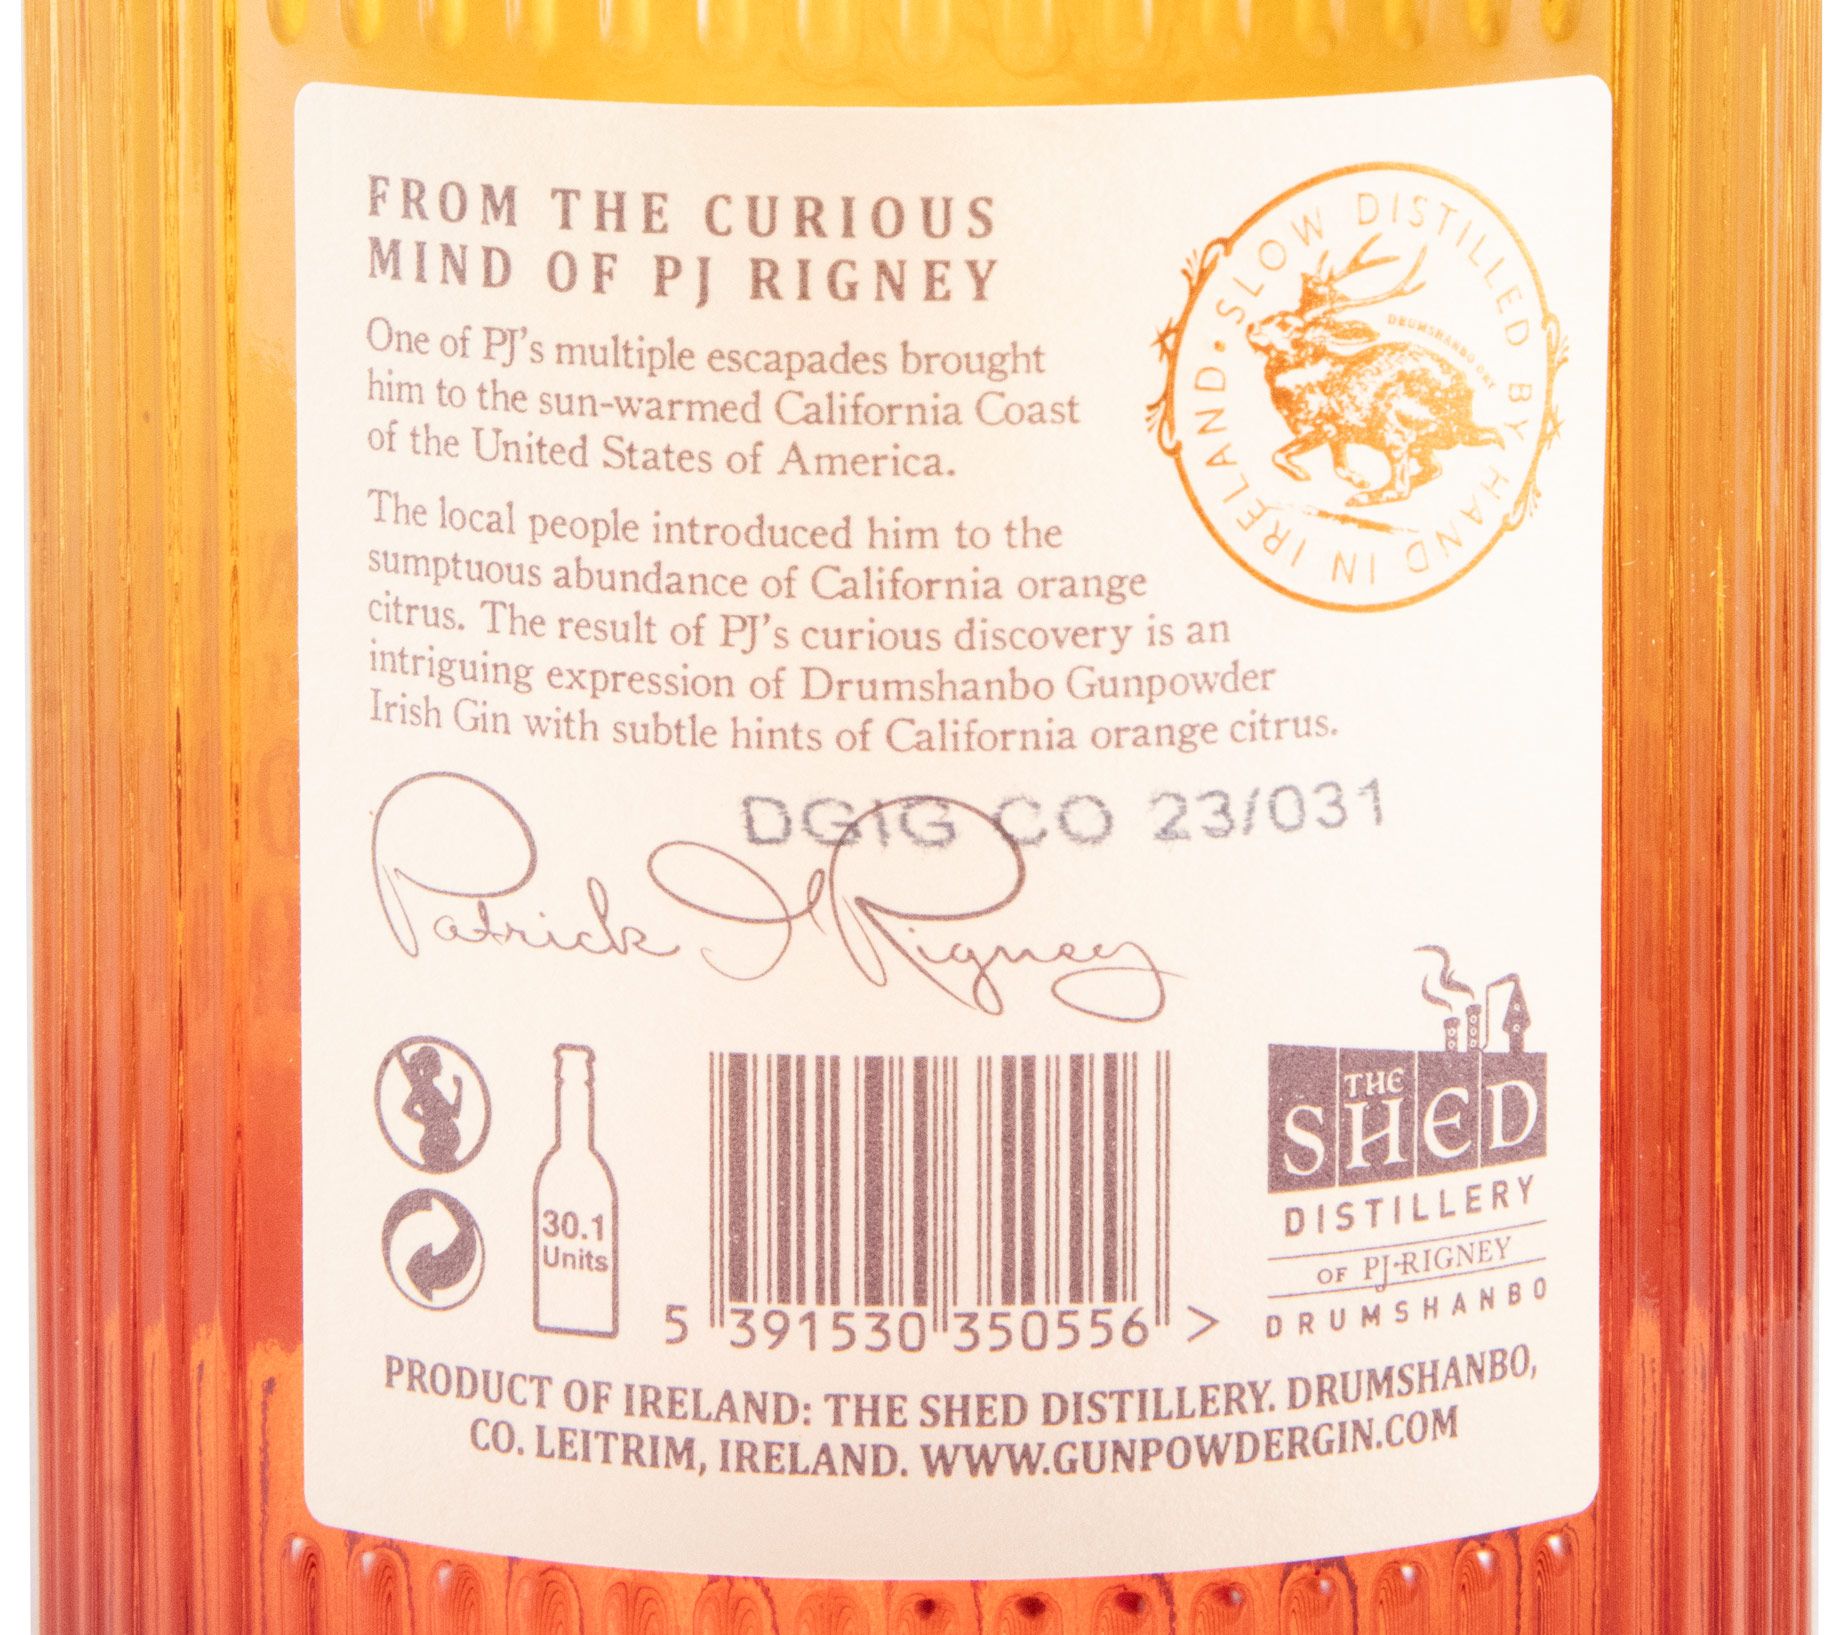 FROM THE CURIOUS
MIND OF PJ RIGNEY
One of PJ's multiple escapades brought
him to the sun-warmed California Coast
of the United States of America.
The local people introduced him to the
sumptuous abundance of California orange
citrus. The result of PJ's curious discovery is an
intriguing expression of Drumshanbo Gunpowder
Irish Gin with subtle hints of California orange citrus.
SLOW DISTILLED BY HAND IN IRELAND.
DRUMSHANBO
DGIG CO 23/031
Patrick J Rigney
30.1
Units
5 391530 350556 >
THE
SHED
DISTILLERY
OF PJ RIGNEY
DRUMSHANBO
PRODUCT OF IRELAND: THE SHED DISTILLERY. DRUMSHANBO,
CO. LEITRIM, IRELAND. WWW.GUNPOWDERGIN.COM